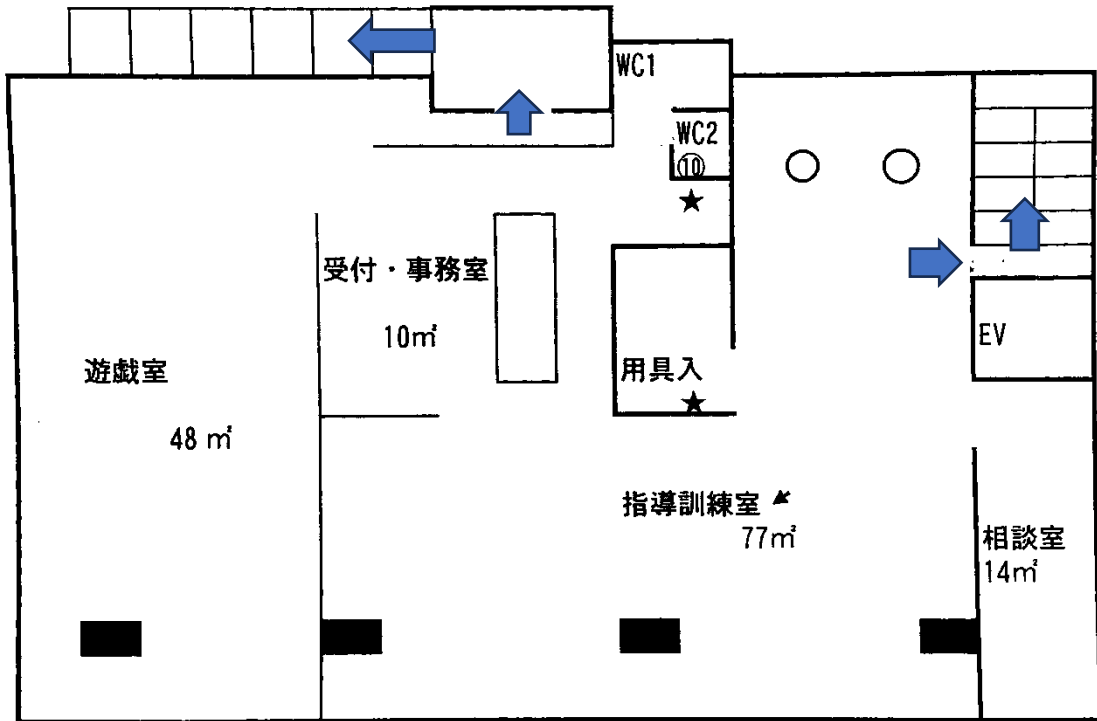 WC1
WC2
⑩
★
受付・事務室
10㎡
用具入
★
EV
遊戯室
48 ㎡
指導訓練室
77㎡
相談室
14㎡